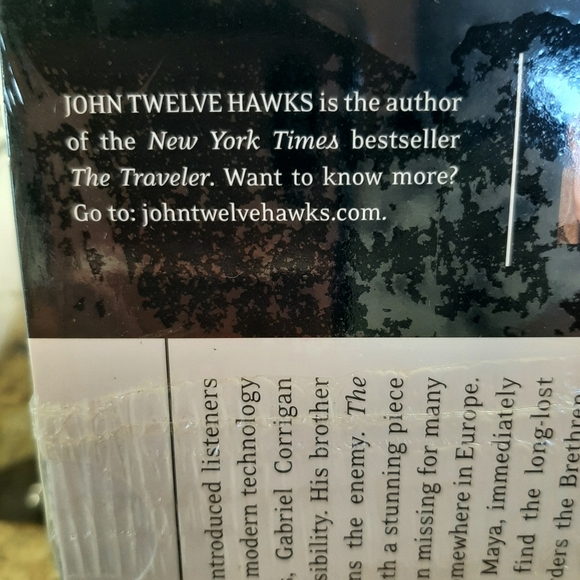 JOHN TWELVE HAWKS is the author
of the New York Times bestseller
The Traveler. Want to know more?
Go to: johntwelvehawks.com.
ntroduced listeners
modern technology
Gabriel Corrigan
sibility. His brother
ns the enemy. The
th a stunning piece
n missing for many
mewhere in Europe.
Maya, immediately
find the long-lost
ders the Brethren